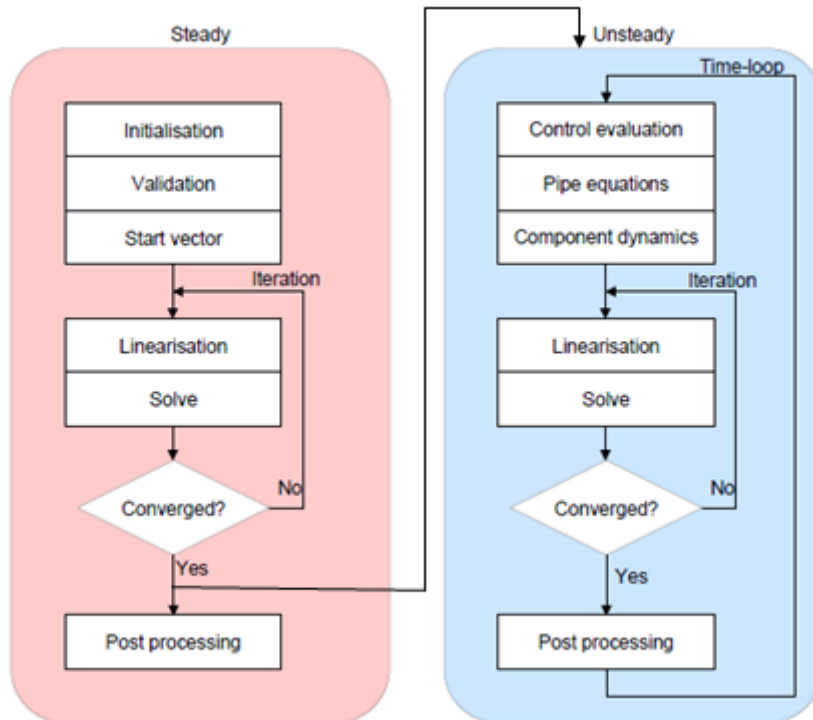 Steady
Initialisation
Validation
Start vector
Iteration
Linearisation
Solve
Converged?
No
Yes
Post processing
Unsteady
Time-loop
Control evaluation
Pipe equations
Component dynamics
Iteration
Linearisation
Solve
Converged?
No
Yes
Post processing